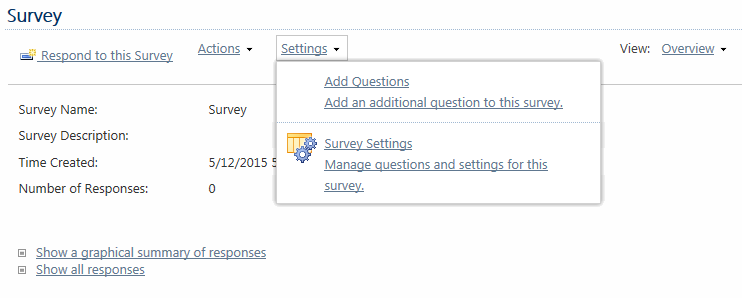 Survey
Respond to this Survey Actions Settings View: Overview
Add Questions
Add an additional question to this survey.
Survey Settings
Manage questions and settings for this
survey.
Survey Name: Survey
Survey Description:
Time Created: 5/12/2015
Number of Responses: 0
Show a graphical summary of responses
Show all responses